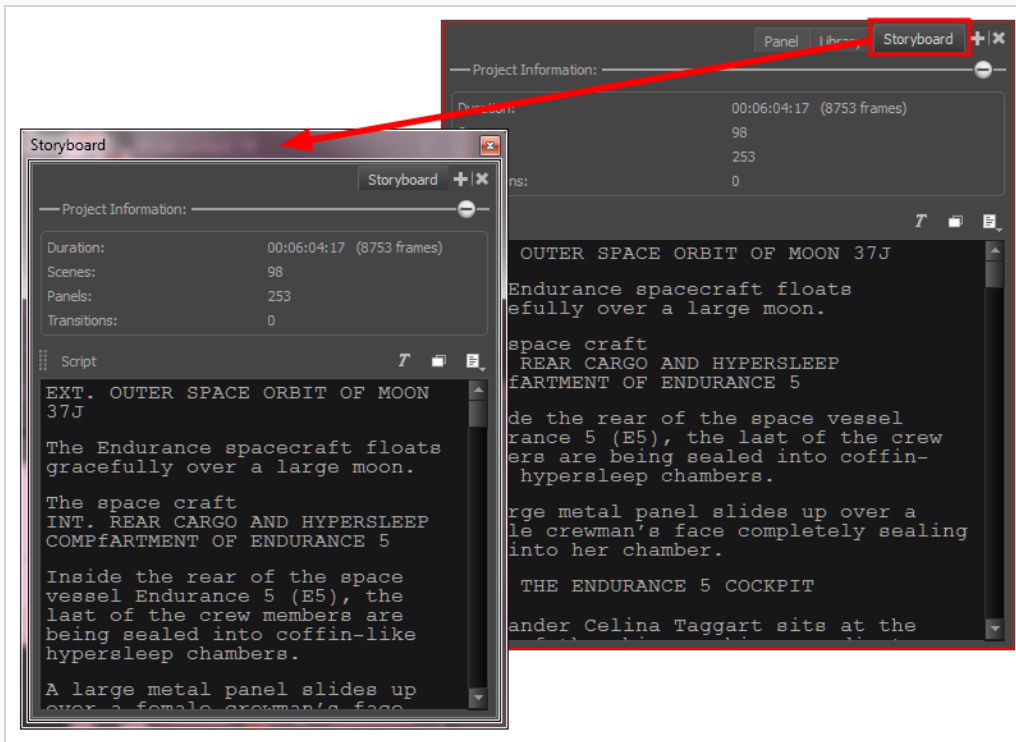 Panel Library Storyboard
Project Information:
Duration: 00:06:04:17 (8753 frames)
98
253
ns: 0
T
OUTER SPACE ORBIT OF MOON 37J
Endurance spacecraft floats
efully over a large moon.
space craft
REAR CARGO AND HYPERSLEEP
fARTMENT OF ENDURANCE 5
de the rear of the space vessel
rance 5 (E5), the last of the crew
ers are being sealed into coffin-
hypersleep chambers.
rge metal panel slides up over a
le crewman's face completely sealing
into her chamber.
THE ENDURANCE 5 COCKPIT
ander Celina Taggart sits at the
Storyboard
Storyboard
Project Information:
Duration: 00:06:04:17 (8753 frames)
Scenes: 98
Panels: 253
Transitions: 0
Script T
EXT. OUTER SPACE ORBIT OF MOON
37J
The Endurance spacecraft floats
gracefully over a large moon.
The space craft
INT. REAR CARGO AND HYPERSLEEP
COMPfARTMENT OF ENDURANCE 5
Inside the rear of the space
vessel Endurance 5 (E5), the
last of the crew members are
being sealed into coffin-like
hypersleep chambers.
A large metal panel slides up
over a female crewman's face